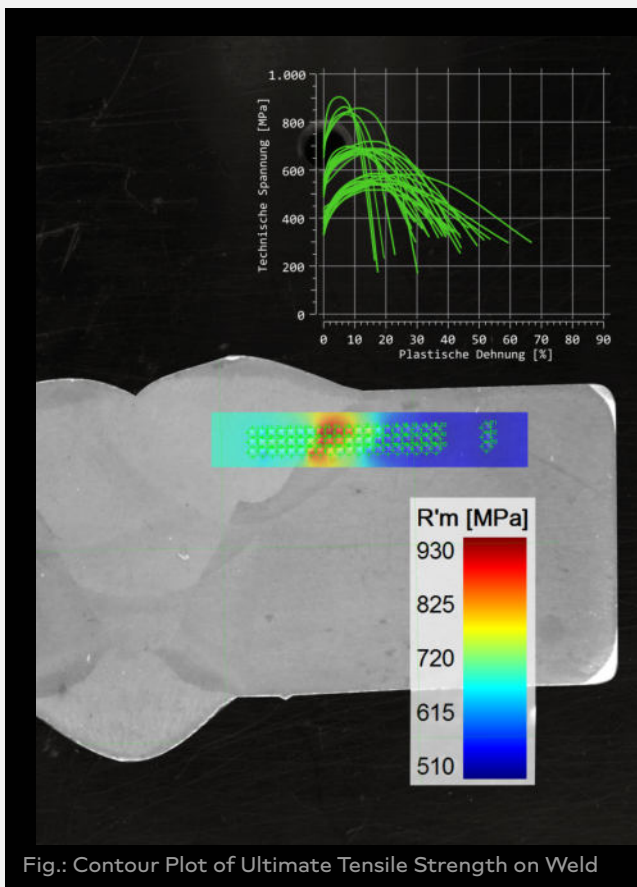 1.000
800
600
400
200
0
Technische Spannung [MPa]
0 10 20 30 40 50 60 70 80 90
Plastische Dehnung [%]
R'm [MPa]
930
825
720
615
510
Fig.: Contour Plot of Ultimate Tensile Strength on Weld